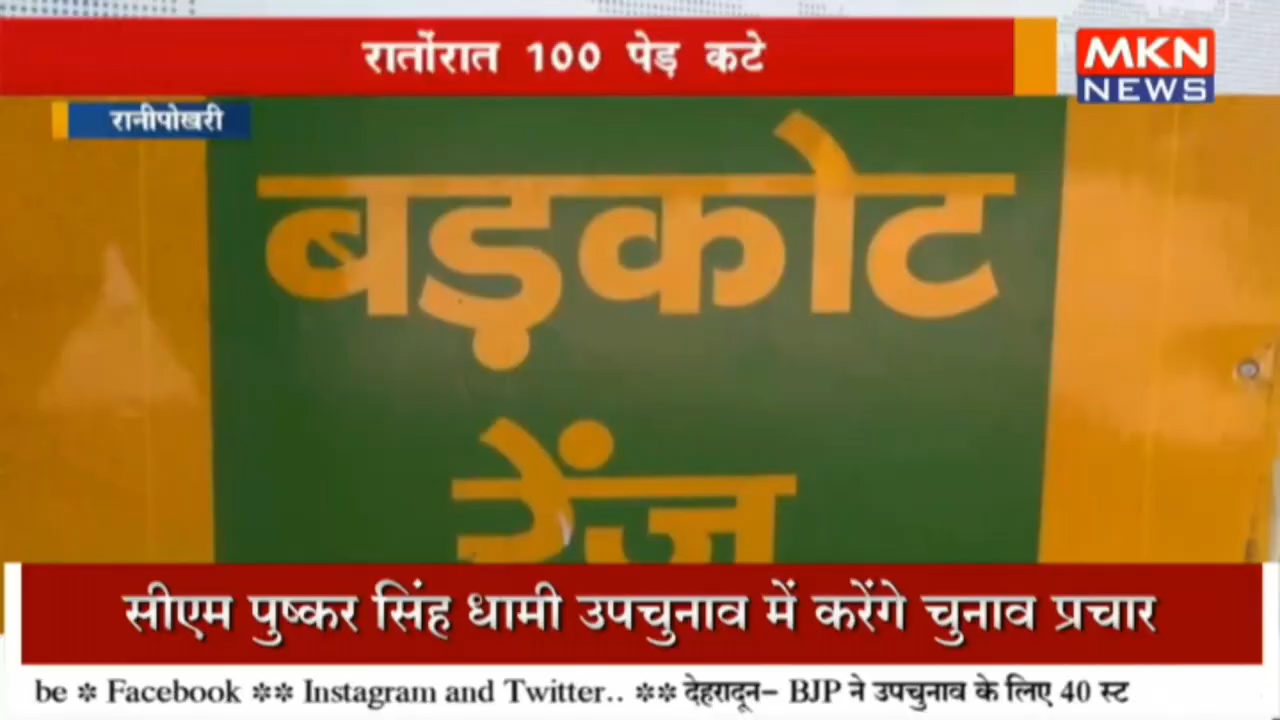 रातोंरात 100 पेड़ कटे
MKN
NEWS
रानीपोखरी
बड़कोट
रेंज
सीएम पुष्कर सिंह धामी उपचुनाव में करेंगे चुनाव प्रचार
be ❊ Facebook ❊❊ Instagram and Twitter.. ❊❊ देहरादून– BJP ने उपचुनाव के लिए 40 स्ट